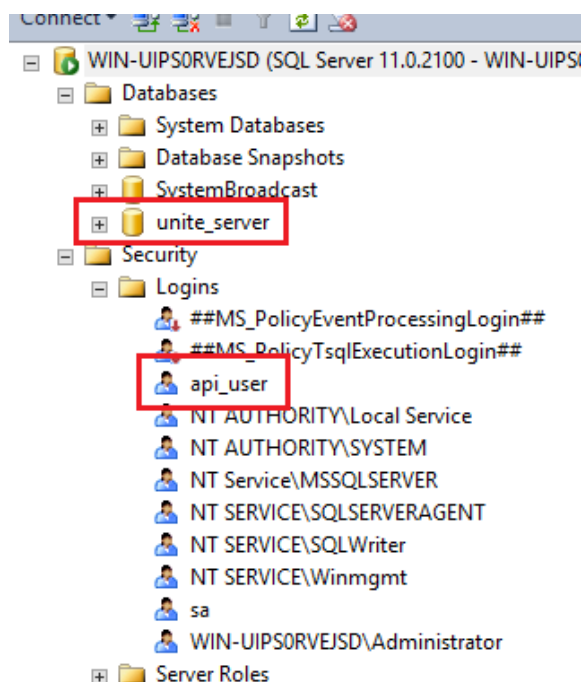 Connect
WIN-UIPS0RVEJSD (SQL Server 11.0.2100 - WIN-UIPS0
Databases
System Databases
Database Snapshots
SystemBroadcast
unite_server
Security
Logins
##MS_PolicyEventProcessingLogin##
##MS_PolicyTsqlExecutionLogin##
api_user
NT AUTHORITY\Local Service
NT AUTHORITY\SYSTEM
NT Service\MSSQLSERVER
NT SERVICE\SQLSERVERAGENT
NT SERVICE\SQLWriter
NT SERVICE\Winmgmt
sa
WIN-UIPS0RVEJSD\Administrator
Server Roles